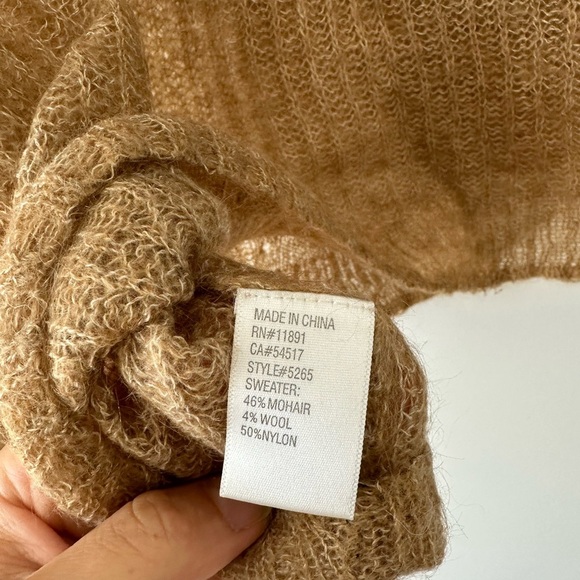 MADE IN CHINA
RN#11891
CA#54517
STYLE#5265
SWEATER:
46%MOHAIR
4% WOOL
50%NYLON